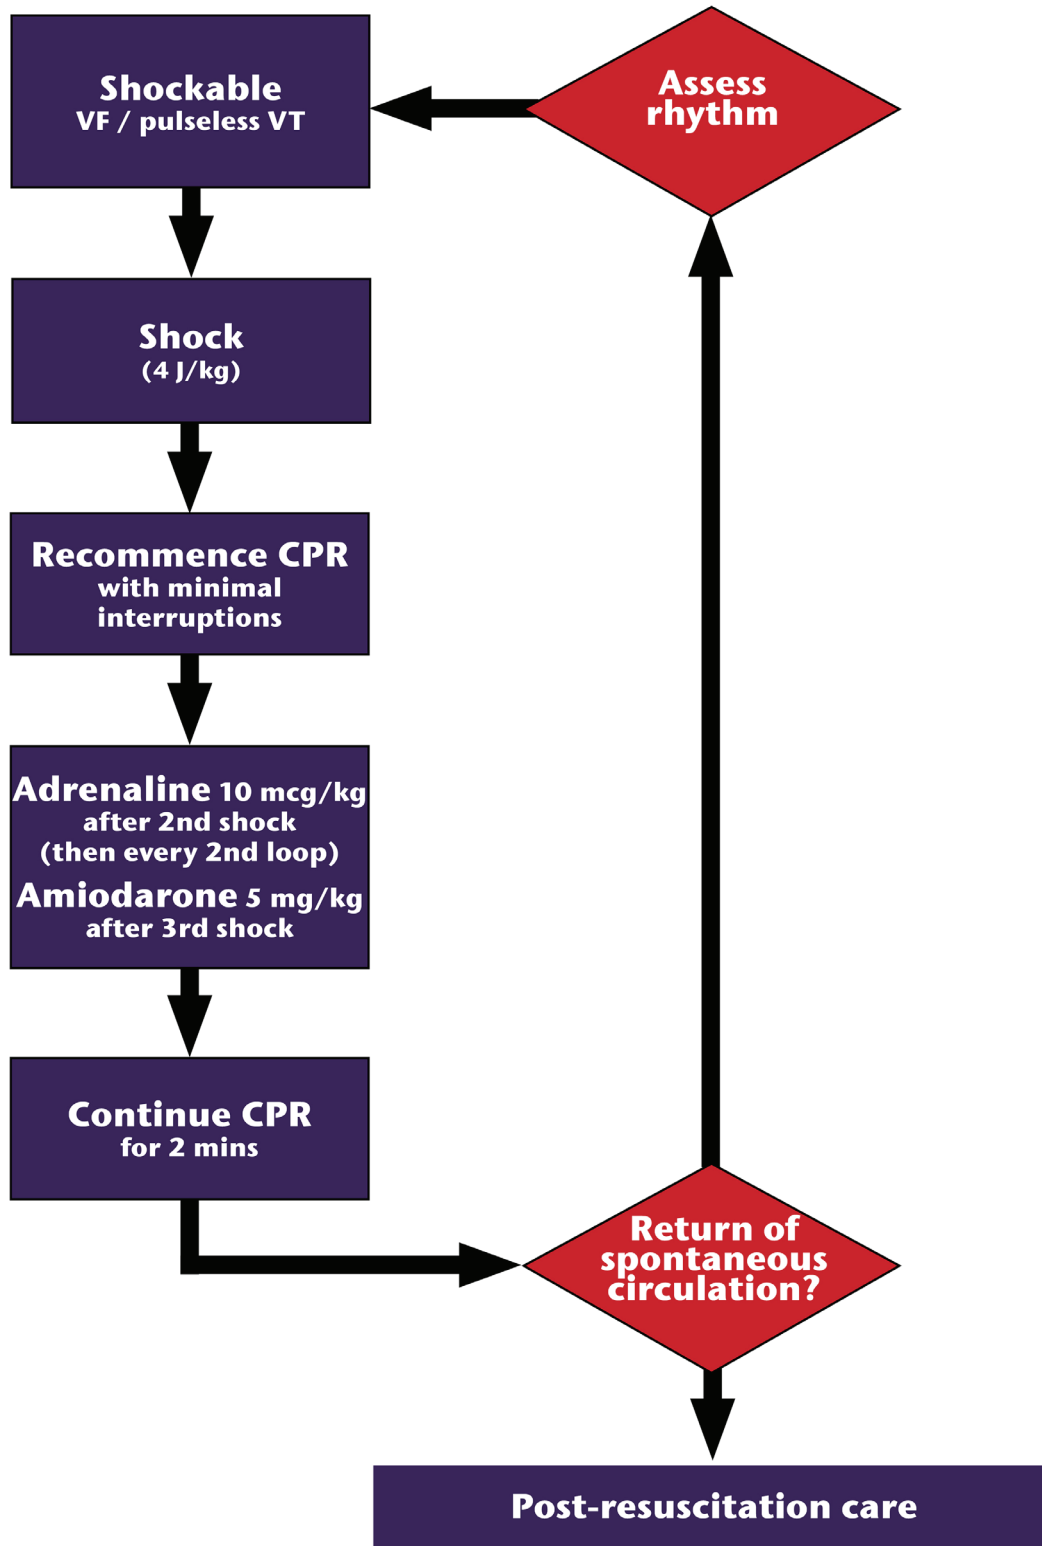 Assess
rhythm
Shockable
VF / pulseless VT
Shock
(4 J/kg)
Recommence CPR
with minimal
interruptions
Adrenaline 10 mcg/kg
after 2nd shock
(then every 2nd loop)
Amiodarone 5 mg/kg
after 3rd shock
Continue CPR
for 2 mins
Return of
spontaneous
circulation?
Post-resuscitation care